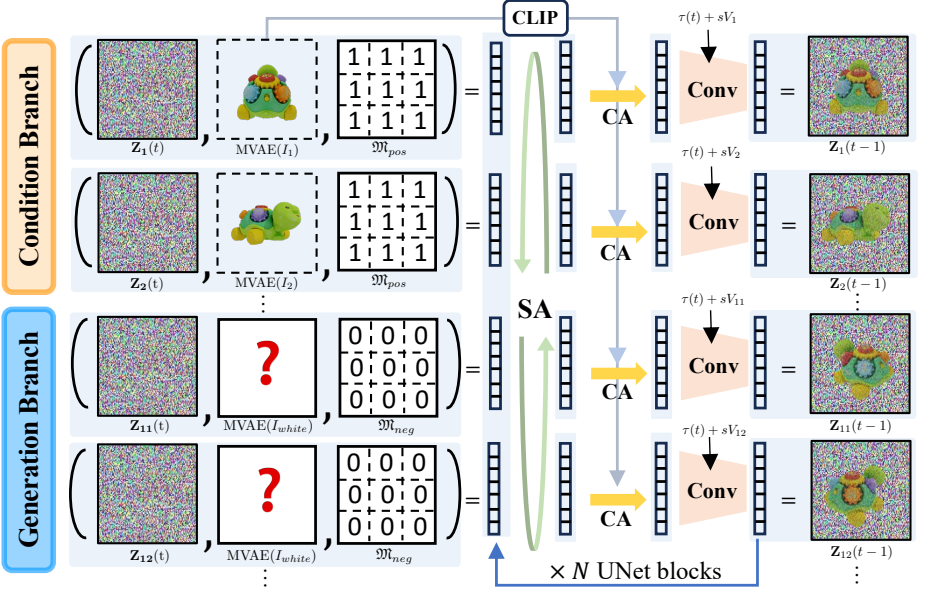 CLIP
τ(t) + sV₁
Condition Branch
( , , ) =
1 1 1
1 1 1
1 1 1
CA
Conv
=
Z₁(t)
MVAE(I₁)
𝔐pos
Z₁(t−1)
τ(t) + sV₂
( , , ) =
1 1 1
1 1 1
1 1 1
CA
Conv
=
Z₂(t)
MVAE(I₂)
𝔐pos
Z₂(t−1)
⋮
⋮
SA
τ(t) + sV₁₁
Generation Branch
( , , ) =
?
0 0 0
0 0 0
0 0 0
CA
Conv
=
Z₁₁(t)
MVAE(I_white)
𝔐neg
Z₁₁(t−1)
τ(t) + sV₁₂
( , , ) =
?
0 0 0
0 0 0
0 0 0
CA
Conv
=
Z₁₂(t)
MVAE(I_white)
𝔐neg
Z₁₂(t−1)
⋮
× N UNet blocks
⋮